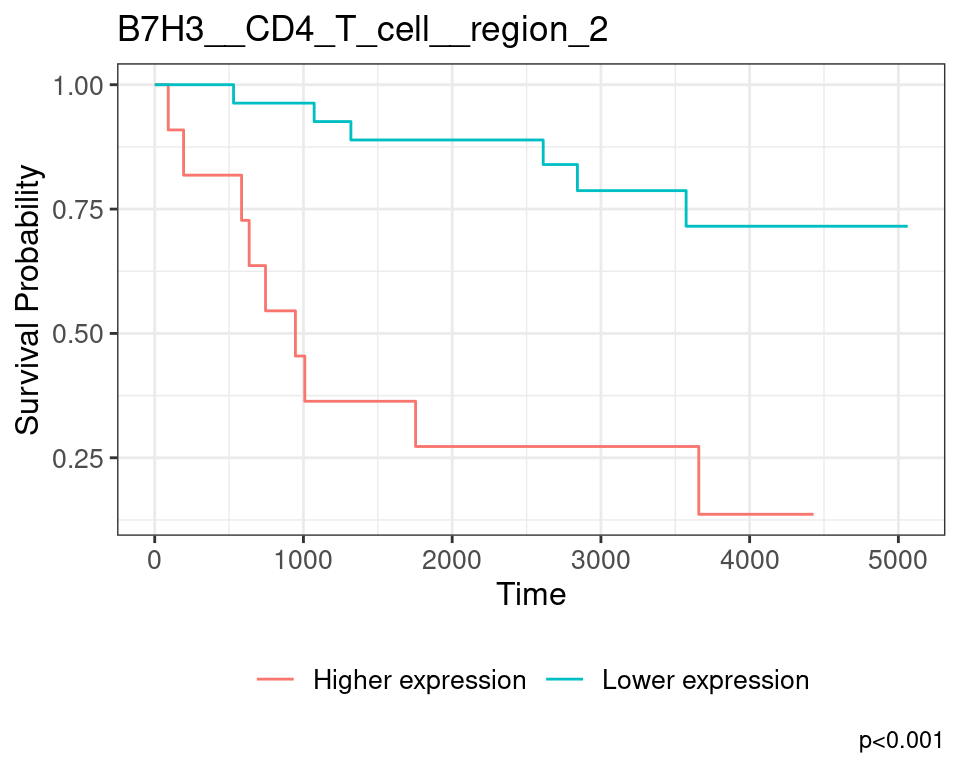 B7H3__CD4_T_cell__region_2
Survival Probability
1.00
0.75
0.50
0.25
0 1000 2000 3000 4000 5000
Time
Higher expression Lower expression
p<0.001